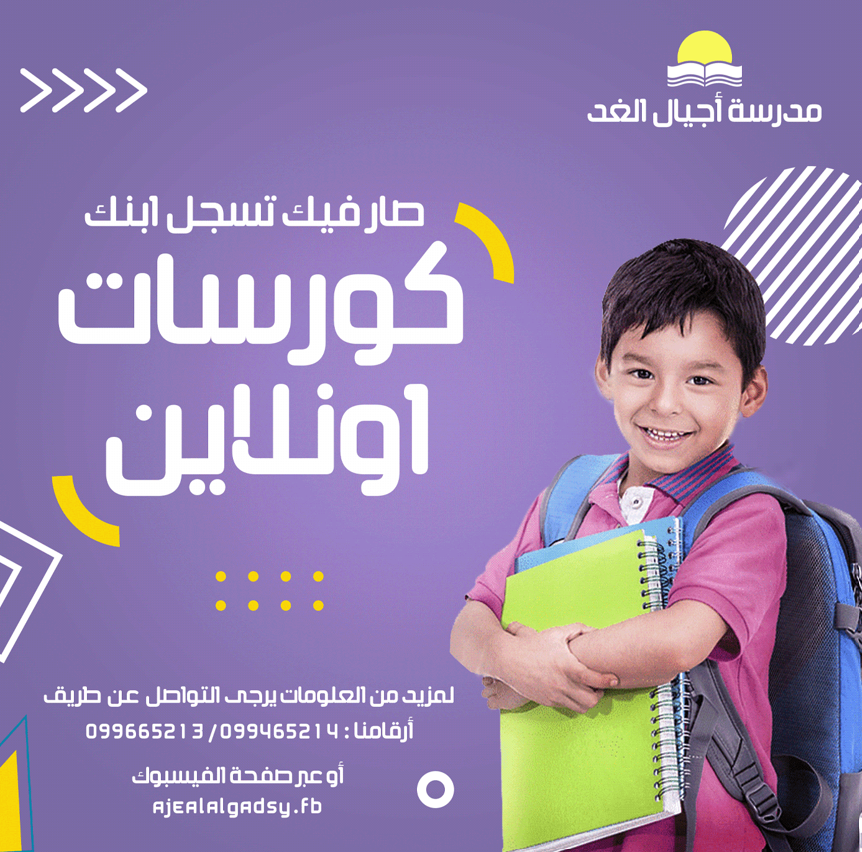 مدرسة أجيال الغد
صار فيك تسجل ابنك
كورسات
اونلاين
لمزيد من العلومات يرجى التواصل عن طريق
أرقامنا : 099465214 / 099665213
أو عبر صفحة الفيسبوك
AjEAlAlgAdsy.fb